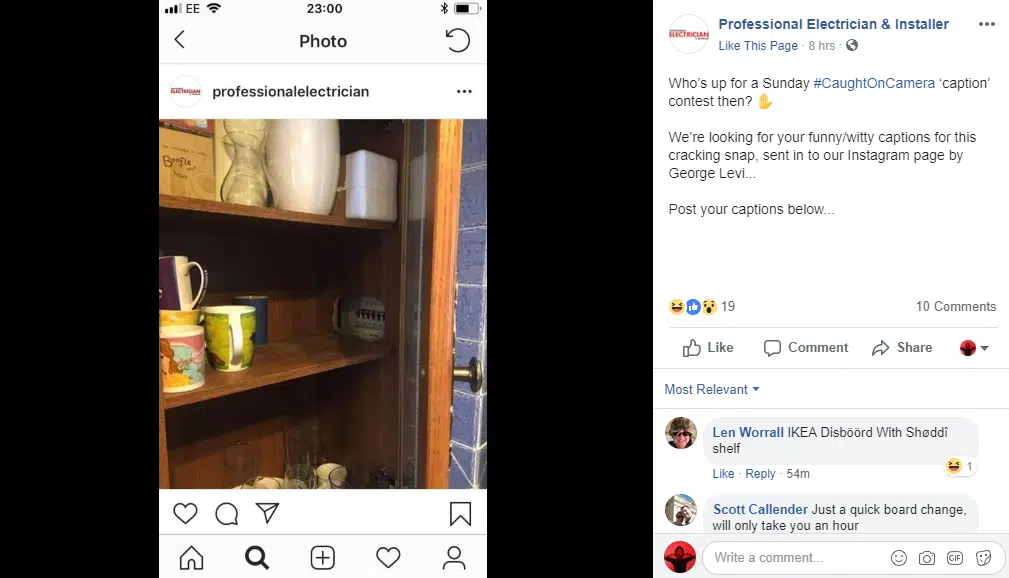 EE
23:00
Photo
ELECTRICIAN
professionalelectrician
Boogie
ELECTRICIAN
Professional Electrician & Installer
Like This Page · 8 hrs ·
Who's up for a Sunday #CaughtOnCamera 'caption'
contest then? ✋
We're looking for your funny/witty captions for this
cracking snap, sent in to our Instagram page by
George Levi...
Post your captions below...
19
10 Comments
Like Comment Share
Most Relevant
Len Worrall IKEA Disböörd With Shøddî
shelf
1
Like · Reply · 54m
Scott Callender Just a quick board change,
will only take you an hour
Write a comment...
GIF